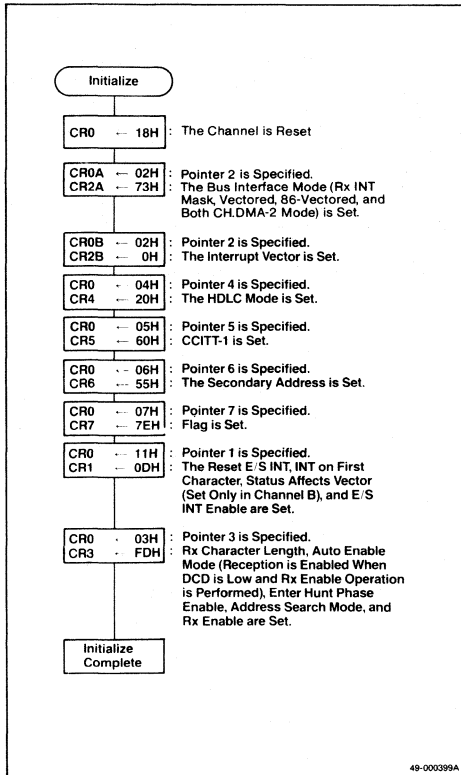 Initialize
CR0 ← 18H : The Channel is Reset
CR0A ← 02H : Pointer 2 is Specified.
CR2A ← 73H : The Bus Interface Mode (Rx INT
Mask, Vectored, 86-Vectored, and
Both CH.DMA-2 Mode) is Set.
CR0B ← 02H : Pointer 2 is Specified.
CR2B ← 0H : The Interrupt Vector is Set.
CR0 ← 04H : Pointer 4 is Specified.
CR4 ← 20H : The HDLC Mode is Set.
CR0 ← 05H : Pointer 5 is Specified.
CR5 ← 60H : CCITT-1 is Set.
CR0 ← 06H : Pointer 6 is Specified.
CR6 ← 55H : The Secondary Address is Set.
CR0 ← 07H : Pointer 7 is Specified.
CR7 ← 7EH : Flag is Set.
CR0 ← 11H : Pointer 1 is Specified.
CR1 ← 0DH : The Reset E/S INT, INT on First
Character, Status Affects Vector
(Set Only in Channel B), and E/S
INT Enable are Set.
CR0 ← 03H : Pointer 3 is Specified.
CR3 ← FDH : Rx Character Length, Auto Enable
Mode (Reception is Enabled When
DCD is Low and Rx Enable Operation
is Performed), Enter Hunt Phase
Enable, Address Search Mode, and
Rx Enable are Set.
Initialize
Complete
49-000399A